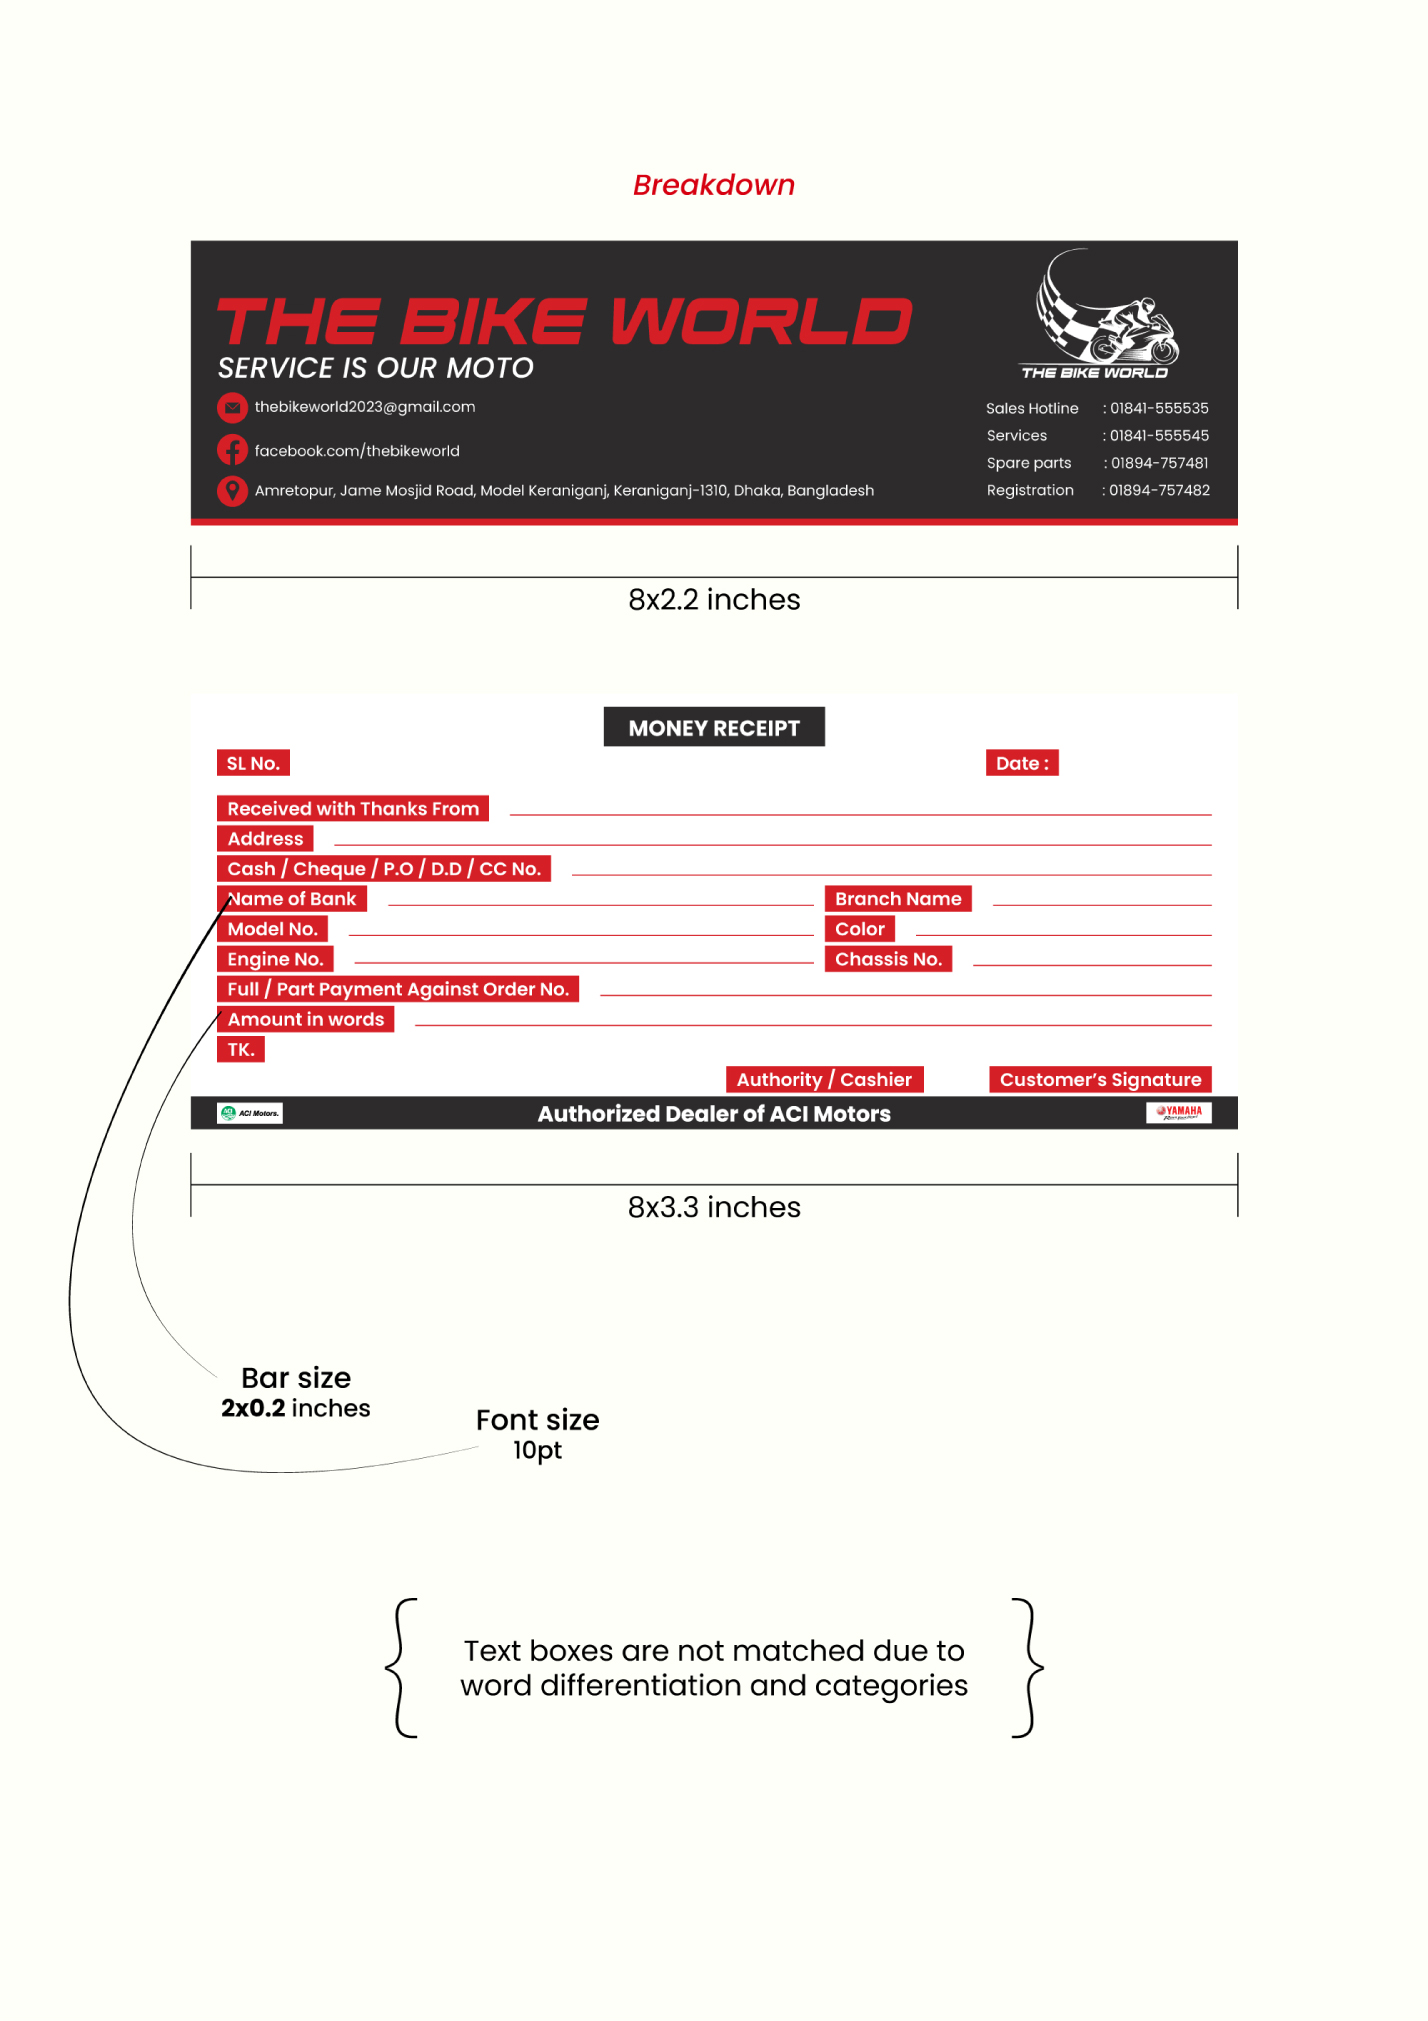 Breakdown
THE BIKE WORLD
SERVICE IS OUR MOTO
THE BIKE WORLD
thebikeworld2023@gmail.com
facebook.com/thebikeworld
Amretopur, Jame Mosjid Road, Model Keraniganj, Keraniganj-1310, Dhaka, Bangladesh
Sales Hotline : 01841-555535
Services : 01841-555545
Spare parts : 01894-757481
Registration : 01894-757482
8x2.2 inches
MONEY RECEIPT
SL No. Date :
Received with Thanks From
Address
Cash / Cheque / P.O / D.D / CC No.
Name of Bank Branch Name
Model No. Color
Engine No. Chassis No.
Full / Part Payment Against Order No.
Amount in words
TK.
Authority / Cashier Customer's Signature
ACI ACI Motors. Authorized Dealer of ACI Motors YAMAHA
8x3.3 inches
Bar size
2x0.2 inches
Font size
10pt
Text boxes are not matched due to
word differentiation and categories